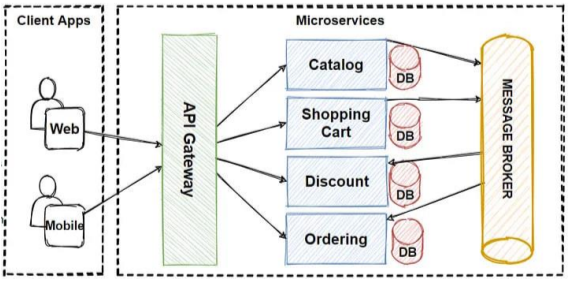 Client Apps
Microservices
Web
Mobile
API Gateway
Catalog
DB
Shopping
Cart
DB
Discount
DB
Ordering
DB
MESSAGE BROKER